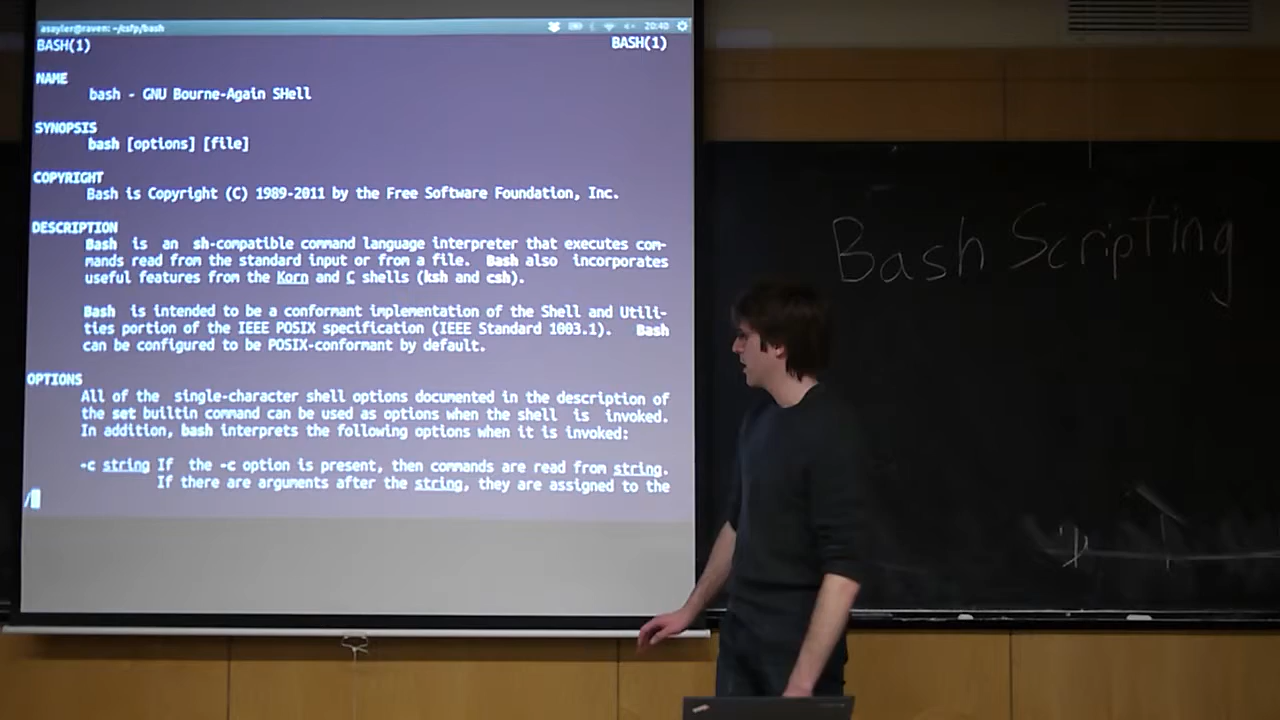 asayler@raven: ~/csfp/bash 20:40
BASH(1) BASH(1)
NAME
bash - GNU Bourne-Again SHell
SYNOPSIS
bash [options] [file]
COPYRIGHT
Bash is Copyright (C) 1989-2011 by the Free Software Foundation, Inc.
DESCRIPTION
Bash is an sh-compatible command language interpreter that executes com-
mands read from the standard input or from a file. Bash also incorporates
useful features from the Korn and C shells (ksh and csh).
Bash is intended to be a conformant implementation of the Shell and Utili-
ties portion of the IEEE POSIX specification (IEEE Standard 1003.1). Bash
can be configured to be POSIX-conformant by default.
OPTIONS
All of the single-character shell options documented in the description of
the set builtin command can be used as options when the shell is invoked.
In addition, bash interprets the following options when it is invoked:
-c string If the -c option is present, then commands are read from string.
If there are arguments after the string, they are assigned to the
/
Bash Scripting